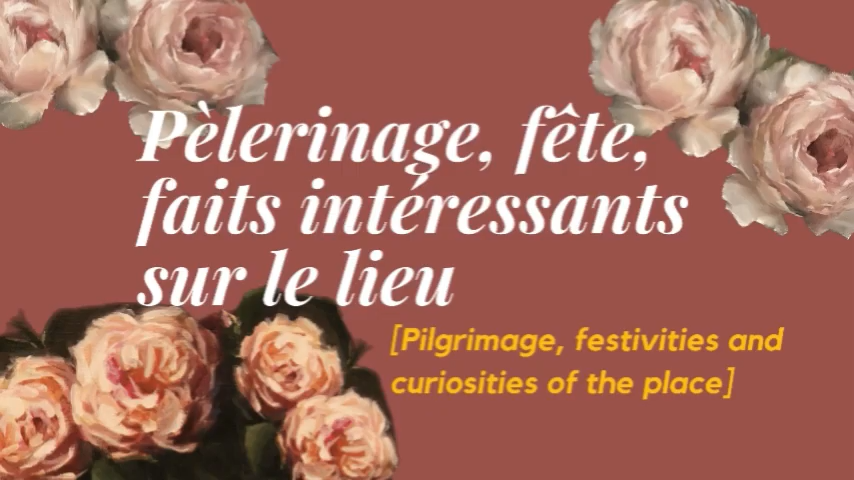 Pèlerinage, fête,
faits intéressants
sur le lieu
[Pilgrimage, festivities and
curiosities of the place]